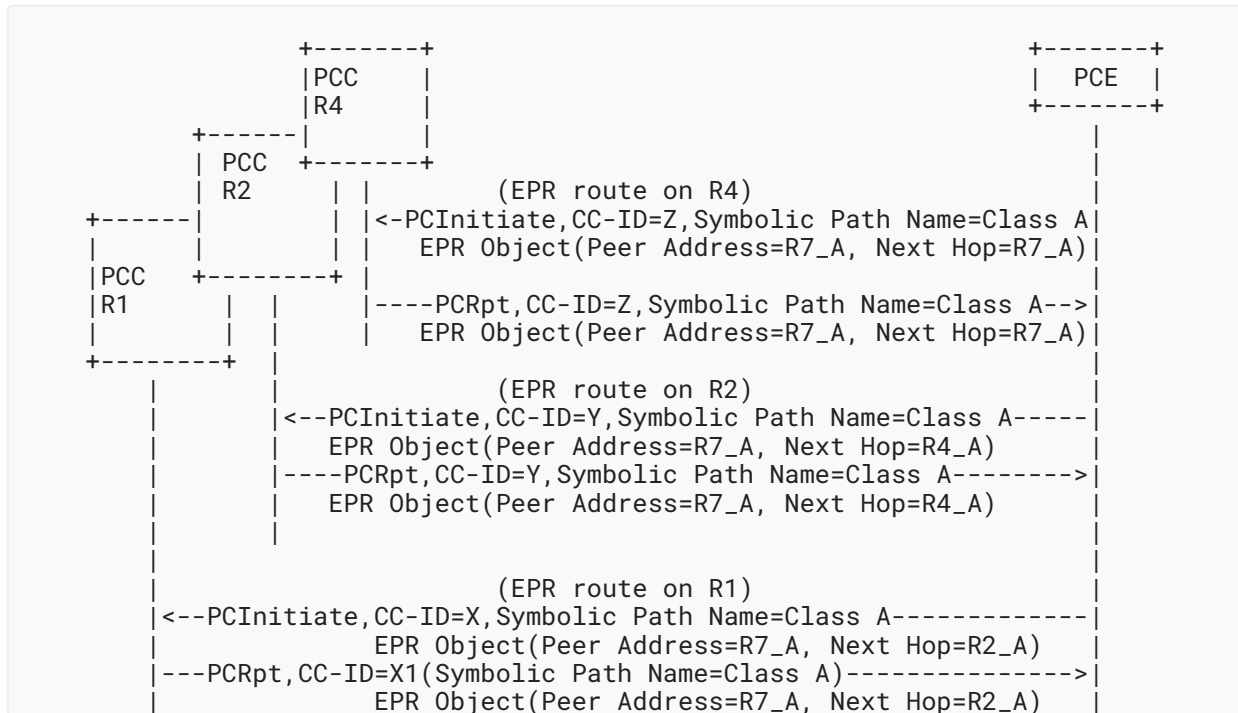 +-------+ +-------+
|PCC | | PCE |
|R4 | +-------+
+------| | |
| PCC +-------+ |
| R2 | | (EPR route on R4) |
+------| | |<-PCInitiate,CC-ID=Z,Symbolic Path Name=Class A|
| | | | EPR Object(Peer Address=R7_A, Next Hop=R7_A)|
|PCC +--------+ | |
|R1 | | |----PCRpt,CC-ID=Z,Symbolic Path Name=Class A-->|
| | | | EPR Object(Peer Address=R7_A, Next Hop=R7_A)|
+--------+ | |
| | (EPR route on R2) |
| |<--PCInitiate,CC-ID=Y,Symbolic Path Name=Class A-----|
| | EPR Object(Peer Address=R7_A, Next Hop=R4_A) |
| |----PCRpt,CC-ID=Y,Symbolic Path Name=Class A-------->|
| | EPR Object(Peer Address=R7_A, Next Hop=R4_A) |
| | |
| |
| (EPR route on R1) |
|<--PCInitiate,CC-ID=X,Symbolic Path Name=Class A-------------|
| EPR Object(Peer Address=R7_A, Next Hop=R2_A) |
|---PCRpt,CC-ID=X1(Symbolic Path Name=Class A)--------------->|
| EPR Object(Peer Address=R7_A, Next Hop=R2_A) |